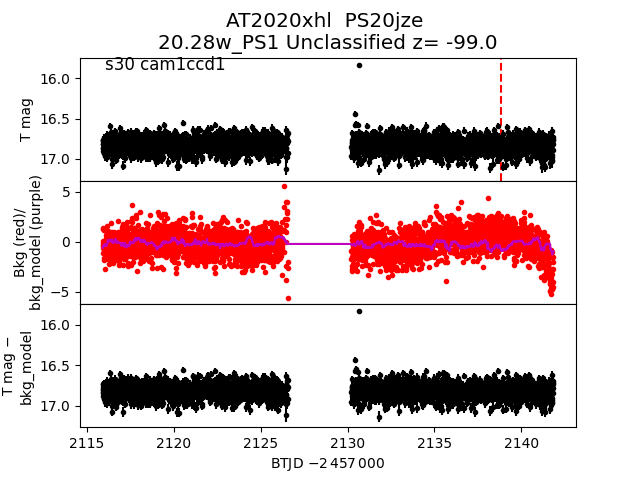 AT2020xhl  PS20jze
20.28w_PS1 Unclassified z= -99.0
s30 cam1ccd1
T mag
16.0
16.5
17.0
Bkg (red)/
bkg_model (purple)
5
0
−5
T mag −
bkg_model
16.0
16.5
17.0
2115 2120 2125 2130 2135 2140
BTJD −2 457 000